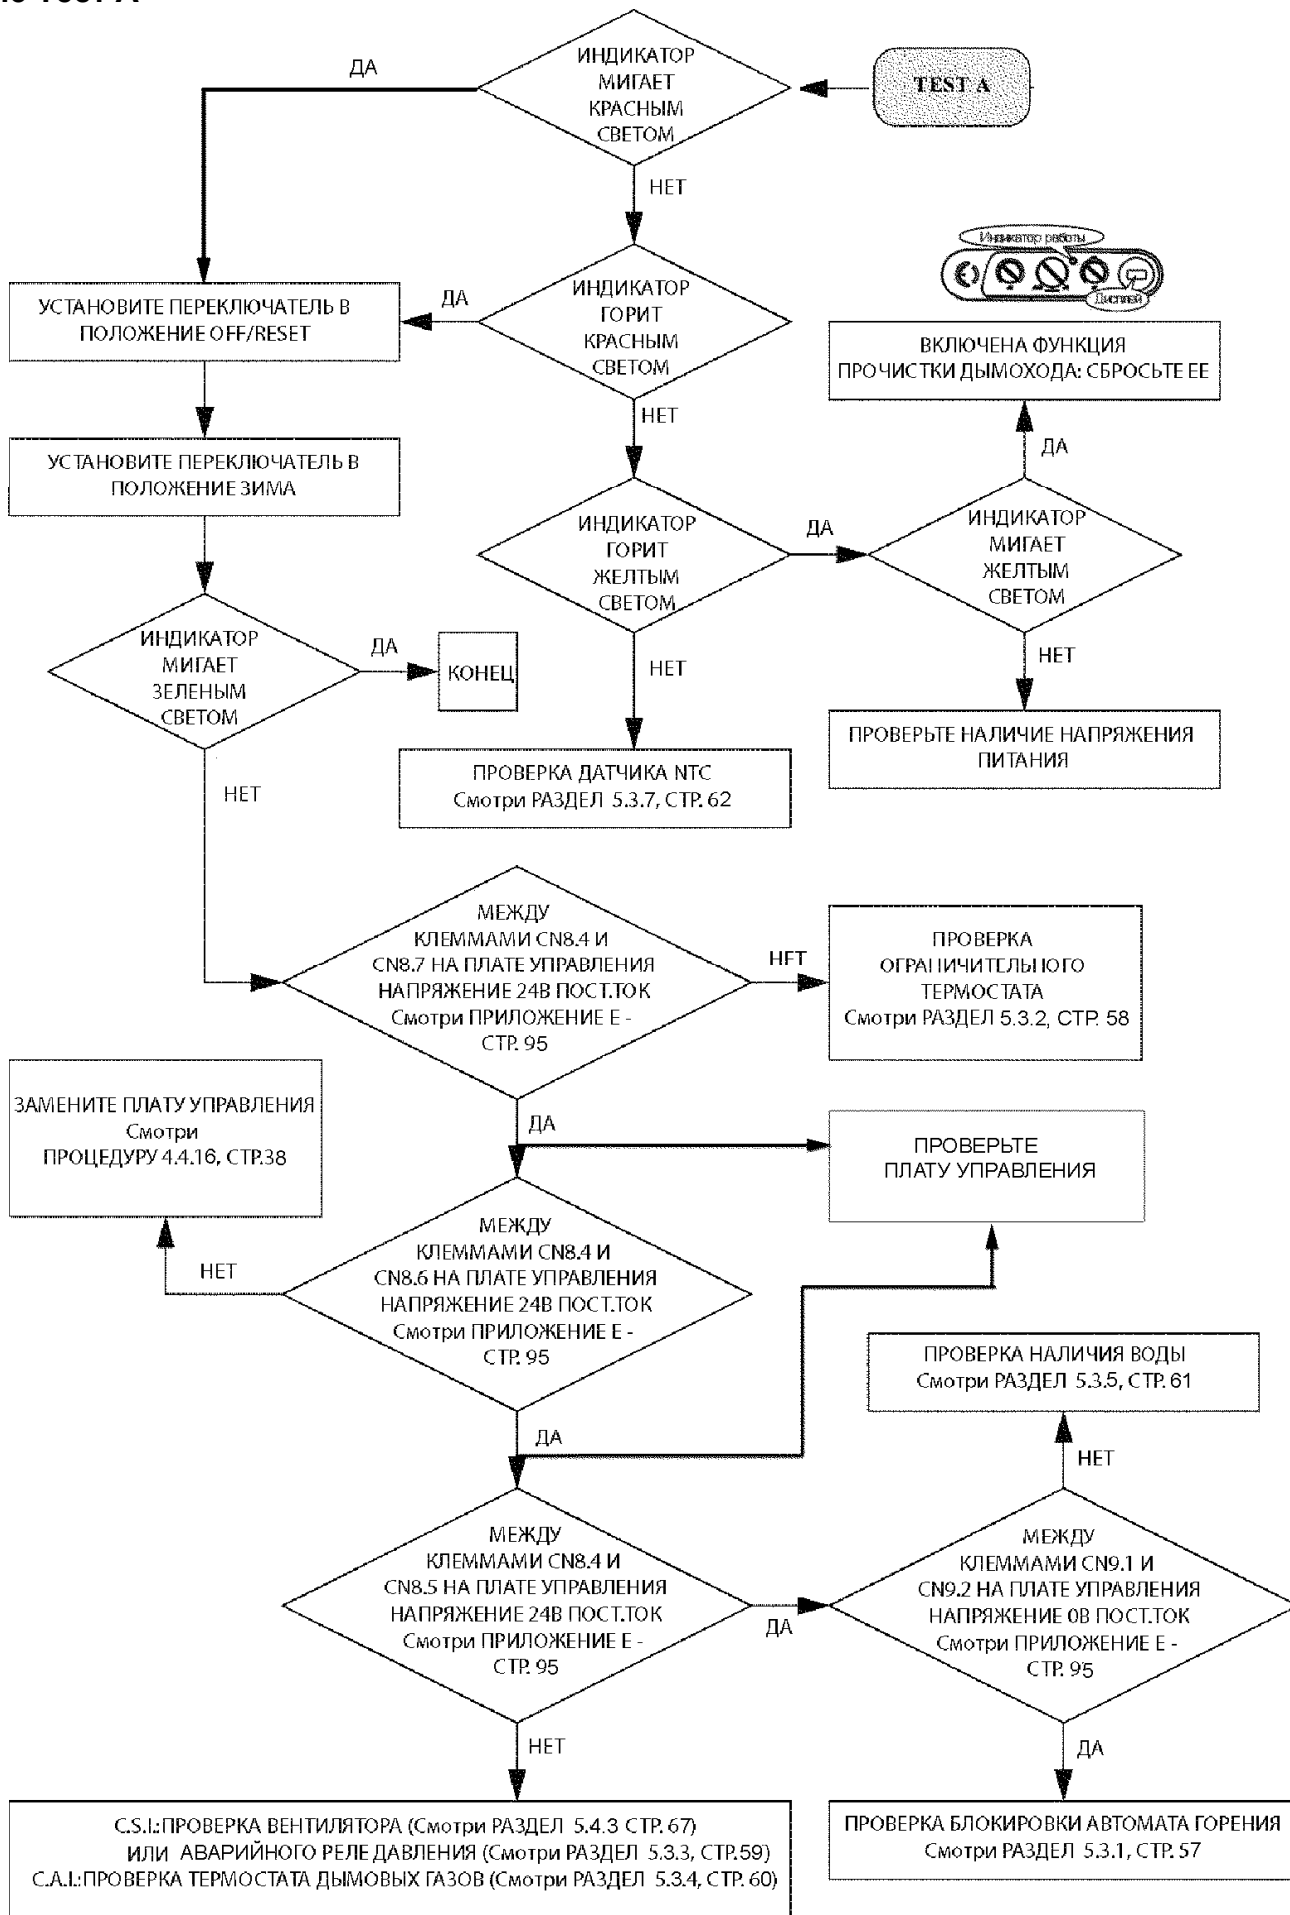 TEST A
ИНДИКАТОР
МИГАЕТ
КРАСНЫМ
СВЕТОМ
ДА
НЕТ
Индикатор работы
Дисплей
УСТАНОВИТЕ ПЕРЕКЛЮЧАТЕЛЬ В
ПОЛОЖЕНИЕ OFF/RESET
ДА
ИНДИКАТОР
ГОРИТ
КРАСНЫМ
СВЕТОМ
ВКЛЮЧЕНА ФУНКЦИЯ
ПРОЧИСТКИ ДЫМОХОДА: СБРОСЬТЕ ЕЕ
НЕТ
ДА
УСТАНОВИТЕ ПЕРЕКЛЮЧАТЕЛЬ В
ПОЛОЖЕНИЕ ЗИМА
ИНДИКАТОР
ГОРИТ
ЖЕЛТЫМ
СВЕТОМ
ДА
ИНДИКАТОР
МИГАЕТ
ЖЕЛТЫМ
СВЕТОМ
ИНДИКАТОР
МИГАЕТ
ЗЕЛЕНЫМ
СВЕТОМ
ДА
КОНЕЦ
НЕТ
НЕТ
ПРОВЕРЬТЕ НАЛИЧИЕ НАПРЯЖЕНИЯ
ПИТАНИЯ
ПРОВЕРКА ДАТЧИКА NTC
Смотри РАЗДЕЛ 5.3.7, СТР. 62
НЕТ
МЕЖДУ
КЛЕММАМИ CN8.4 И
CN8.7 НА ПЛАТЕ УПРАВЛЕНИЯ
НАПРЯЖЕНИЕ 24В ПОСТ.ТОК
Смотри ПРИЛОЖЕНИЕ Е -
СТР. 95
НЕТ
ПРОВЕРКА
ОГРАНИЧИТЕЛЬНОГО
ТЕРМОСТАТА
Смотри РАЗДЕЛ 5.3.2, СТР. 58
ЗАМЕНИТЕ ПЛАТУ УПРАВЛЕНИЯ
Смотри
ПРОЦЕДУРУ 4.4.16, СТР.38
ДА
ПРОВЕРЬТЕ
ПЛАТУ УПРАВЛЕНИЯ
МЕЖДУ
КЛЕММАМИ CN8.4 И
CN8.6 НА ПЛАТЕ УПРАВЛЕНИЯ
НАПРЯЖЕНИЕ 24В ПОСТ.ТОК
Смотри ПРИЛОЖЕНИЕ Е -
СТР. 95
НЕТ
ДА
ПРОВЕРКА НАЛИЧИЯ ВОДЫ
Смотри РАЗДЕЛ 5.3.5, СТР. 61
НЕТ
МЕЖДУ
КЛЕММАМИ CN8.4 И
CN8.5 НА ПЛАТЕ УПРАВЛЕНИЯ
НАПРЯЖЕНИЕ 24В ПОСТ.ТОК
Смотри ПРИЛОЖЕНИЕ Е -
СТР. 95
ДА
МЕЖДУ
КЛЕММАМИ CN9.1 И
CN9.2 НА ПЛАТЕ УПРАВЛЕНИЯ
НАПРЯЖЕНИЕ 0В ПОСТ.ТОК
Смотри ПРИЛОЖЕНИЕ Е -
СТР. 95
НЕТ
ДА
C.S.I.:ПРОВЕРКА ВЕНТИЛЯТОРА (Смотри РАЗДЕЛ 5.4.3 СТР. 67)
ИЛИ АВАРИЙНОГО РЕЛЕ ДАВЛЕНИЯ (Смотри РАЗДЕЛ 5.3.3, СТР.59)
C.A.I.:ПРОВЕРКА ТЕРМОСТАТА ДЫМОВЫХ ГАЗОВ (Смотри РАЗДЕЛ 5.3.4, СТР. 60)
ПРОВЕРКА БЛОКИРОВКИ АВТОМАТА ГОРЕНИЯ
Смотри РАЗДЕЛ 5.3.1, СТР. 57